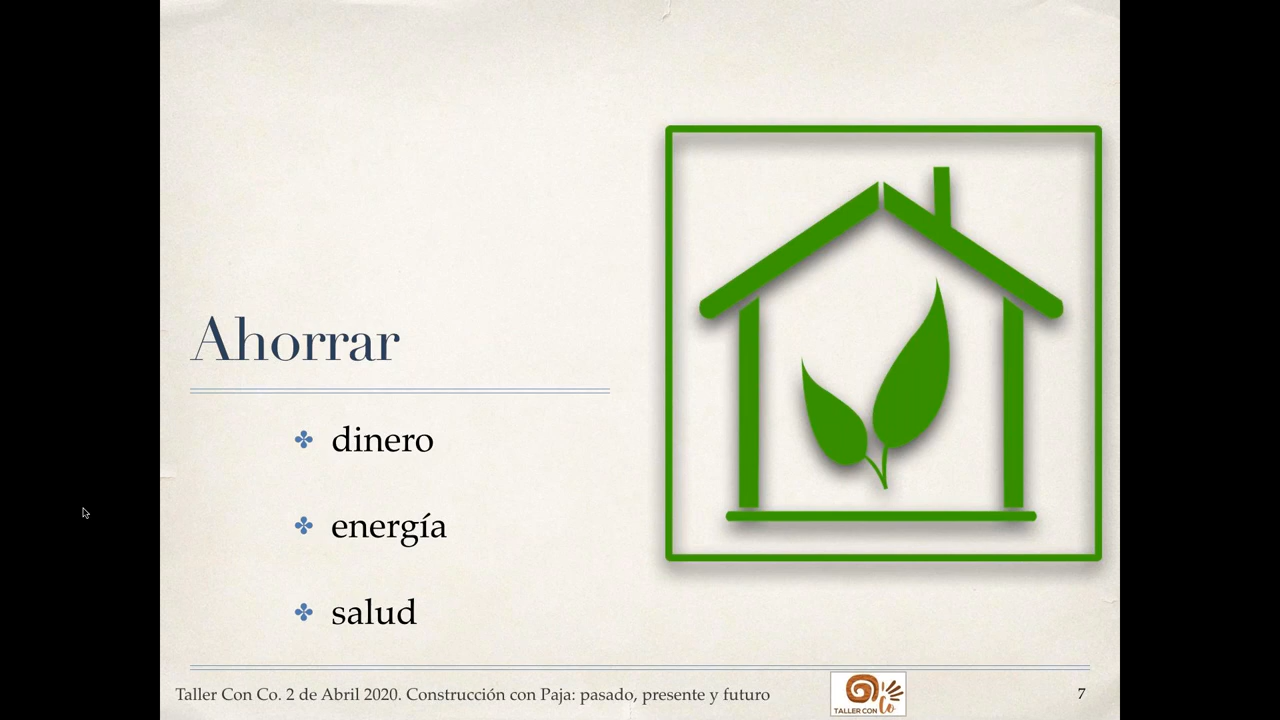 Ahorrar
dinero
energía
salud
Taller Con Co. 2 de Abril 2020. Construcción con Paja: pasado, presente y futuro
TALLER CON Co
7